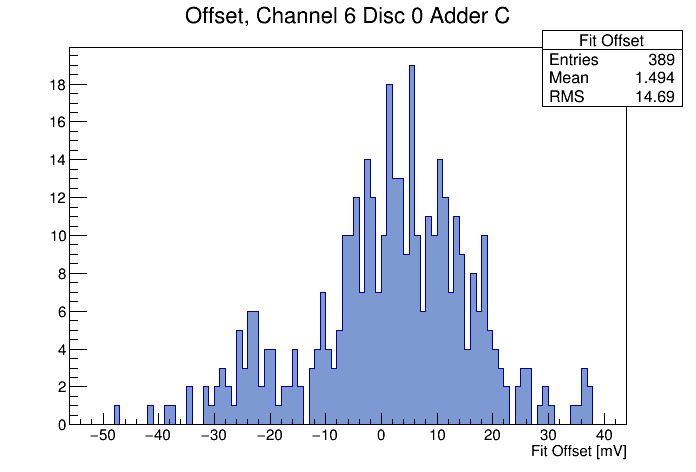 Offset, Channel 6 Disc 0 Adder C
Fit Offset
Entries 389
Mean 1.494
RMS 14.69
18
16
14
12
10
8
6
4
2
0
−50 −40 −30 −20 −10 0 10 20 30 40
Fit Offset [mV]